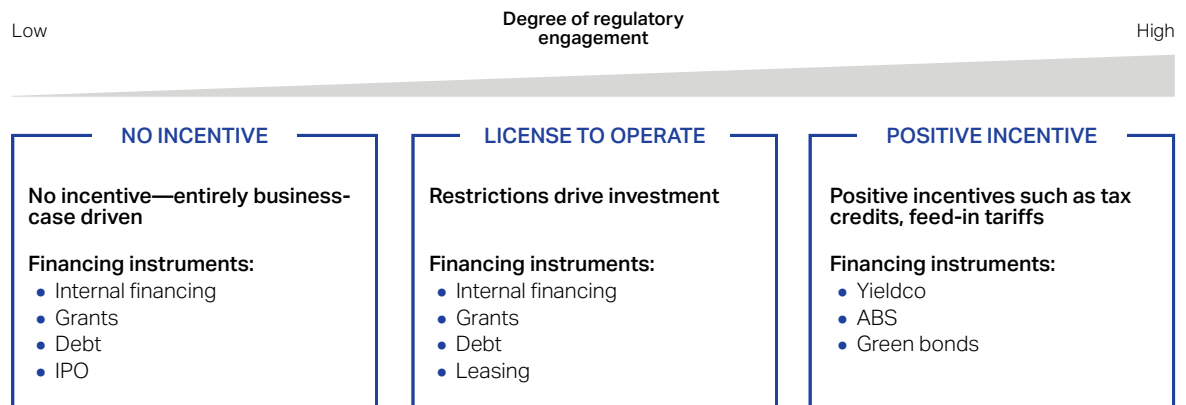 Low
Degree of regulatory
engagement
High
NO INCENTIVE
No incentive—entirely business-
case driven
Financing instruments:
• Internal financing
• Grants
• Debt
• IPO
LICENSE TO OPERATE
Restrictions drive investment
Financing instruments:
• Internal financing
• Grants
• Debt
• Leasing
POSITIVE INCENTIVE
Positive incentives such as tax
credits, feed-in tariffs
Financing instruments:
• Yieldco
• ABS
• Green bonds